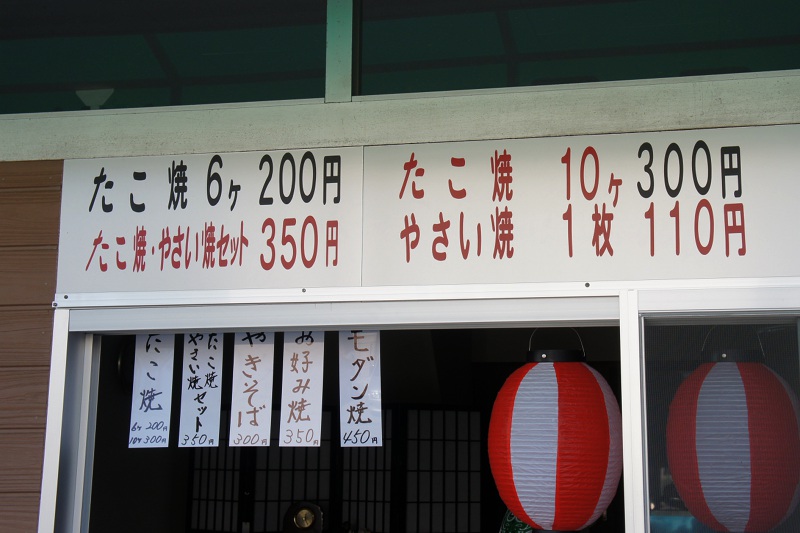 たこ焼 6ヶ 200円
たこ焼・やさい焼セット 350円
たこ焼 10ヶ 300円
やさい焼 1枚 110円
たこ焼
6ヶ 200円
10ヶ 300円
たこ焼
やさい焼セット
350円
やきそば
300円
お好み焼
350円
モダン焼
450円